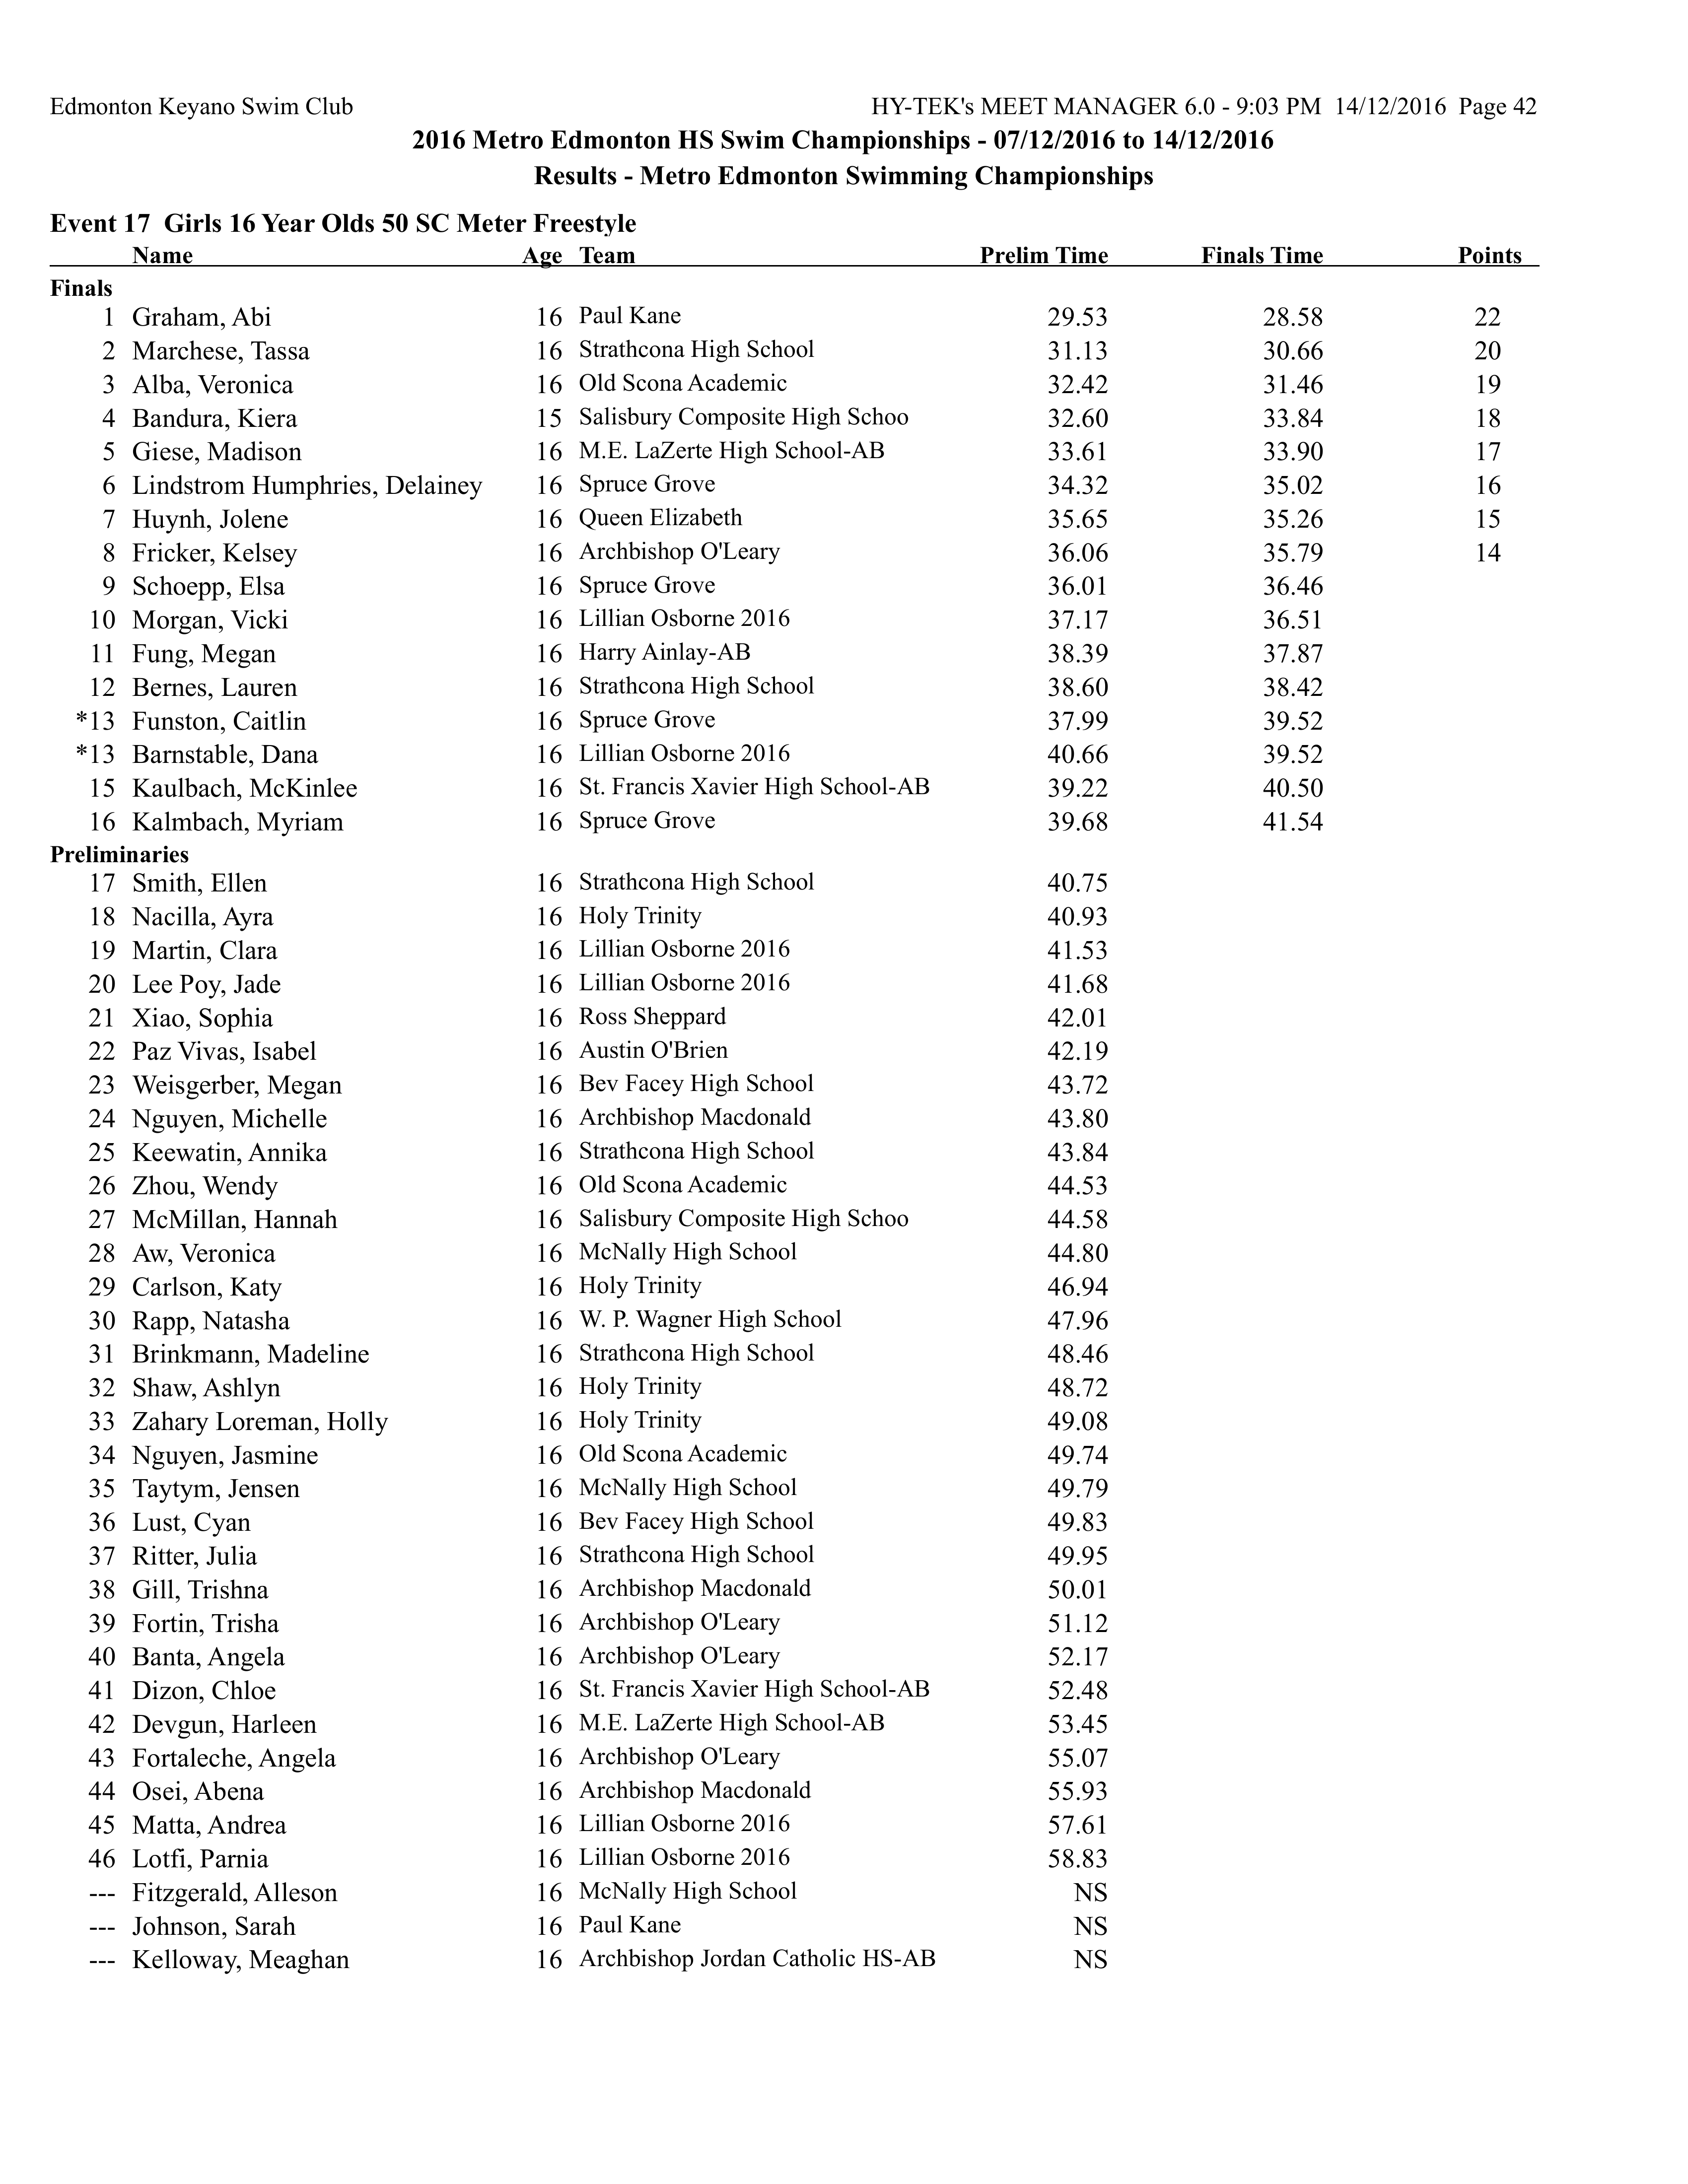 Edmonton Keyano Swim Club HY-TEK's MEET MANAGER 6.0 - 9:03 PM 14/12/2016 Page 42
2016 Metro Edmonton HS Swim Championships - 07/12/2016 to 14/12/2016
Results - Metro Edmonton Swimming Championships
Event 17 Girls 16 Year Olds 50 SC Meter Freestyle
Name Age Team Prelim Time Finals Time Points
Finals
1 Graham, Abi 16 Paul Kane 29.53 28.58 22
2 Marchese, Tassa 16 Strathcona High School 31.13 30.66 20
3 Alba, Veronica 16 Old Scona Academic 32.42 31.46 19
4 Bandura, Kiera 15 Salisbury Composite High Schoo 32.60 33.84 18
5 Giese, Madison 16 M.E. LaZerte High School-AB 33.61 33.90 17
6 Lindstrom Humphries, Delainey 16 Spruce Grove 34.32 35.02 16
7 Huynh, Jolene 16 Queen Elizabeth 35.65 35.26 15
8 Fricker, Kelsey 16 Archbishop O'Leary 36.06 35.79 14
9 Schoepp, Elsa 16 Spruce Grove 36.01 36.46
10 Morgan, Vicki 16 Lillian Osborne 2016 37.17 36.51
11 Fung, Megan 16 Harry Ainlay-AB 38.39 37.87
12 Bernes, Lauren 16 Strathcona High School 38.60 38.42
*13 Funston, Caitlin 16 Spruce Grove 37.99 39.52
*13 Barnstable, Dana 16 Lillian Osborne 2016 40.66 39.52
15 Kaulbach, McKinlee 16 St. Francis Xavier High School-AB 39.22 40.50
16 Kalmbach, Myriam 16 Spruce Grove 39.68 41.54
Preliminaries
17 Smith, Ellen 16 Strathcona High School 40.75
18 Nacilla, Ayra 16 Holy Trinity 40.93
19 Martin, Clara 16 Lillian Osborne 2016 41.53
20 Lee Poy, Jade 16 Lillian Osborne 2016 41.68
21 Xiao, Sophia 16 Ross Sheppard 42.01
22 Paz Vivas, Isabel 16 Austin O'Brien 42.19
23 Weisgerber, Megan 16 Bev Facey High School 43.72
24 Nguyen, Michelle 16 Archbishop Macdonald 43.80
25 Keewatin, Annika 16 Strathcona High School 43.84
26 Zhou, Wendy 16 Old Scona Academic 44.53
27 McMillan, Hannah 16 Salisbury Composite High Schoo 44.58
28 Aw, Veronica 16 McNally High School 44.80
29 Carlson, Katy 16 Holy Trinity 46.94
30 Rapp, Natasha 16 W. P. Wagner High School 47.96
31 Brinkmann, Madeline 16 Strathcona High School 48.46
32 Shaw, Ashlyn 16 Holy Trinity 48.72
33 Zahary Loreman, Holly 16 Holy Trinity 49.08
34 Nguyen, Jasmine 16 Old Scona Academic 49.74
35 Taytym, Jensen 16 McNally High School 49.79
36 Lust, Cyan 16 Bev Facey High School 49.83
37 Ritter, Julia 16 Strathcona High School 49.95
38 Gill, Trishna 16 Archbishop Macdonald 50.01
39 Fortin, Trisha 16 Archbishop O'Leary 51.12
40 Banta, Angela 16 Archbishop O'Leary 52.17
41 Dizon, Chloe 16 St. Francis Xavier High School-AB 52.48
42 Devgun, Harleen 16 M.E. LaZerte High School-AB 53.45
43 Fortaleche, Angela 16 Archbishop O'Leary 55.07
44 Osei, Abena 16 Archbishop Macdonald 55.93
45 Matta, Andrea 16 Lillian Osborne 2016 57.61
46 Lotfi, Parnia 16 Lillian Osborne 2016 58.83
--- Fitzgerald, Alleson 16 McNally High School NS
--- Johnson, Sarah 16 Paul Kane NS
--- Kelloway, Meaghan 16 Archbishop Jordan Catholic HS-AB NS